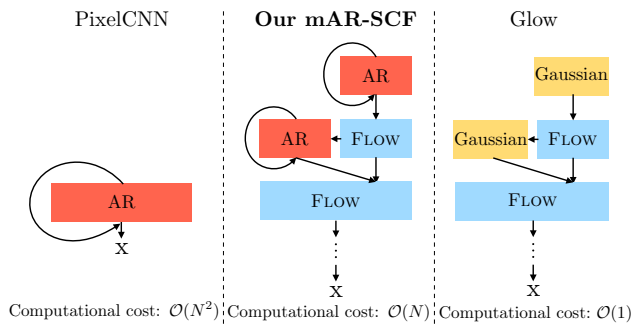 PixelCNN
Our mAR-SCF
Glow
AR
x
Computational cost: 𝒪(N²)
AR
AR
FLOW
FLOW
x
Computational cost: 𝒪(N)
Gaussian
Gaussian
FLOW
FLOW
x
Computational cost: 𝒪(1)